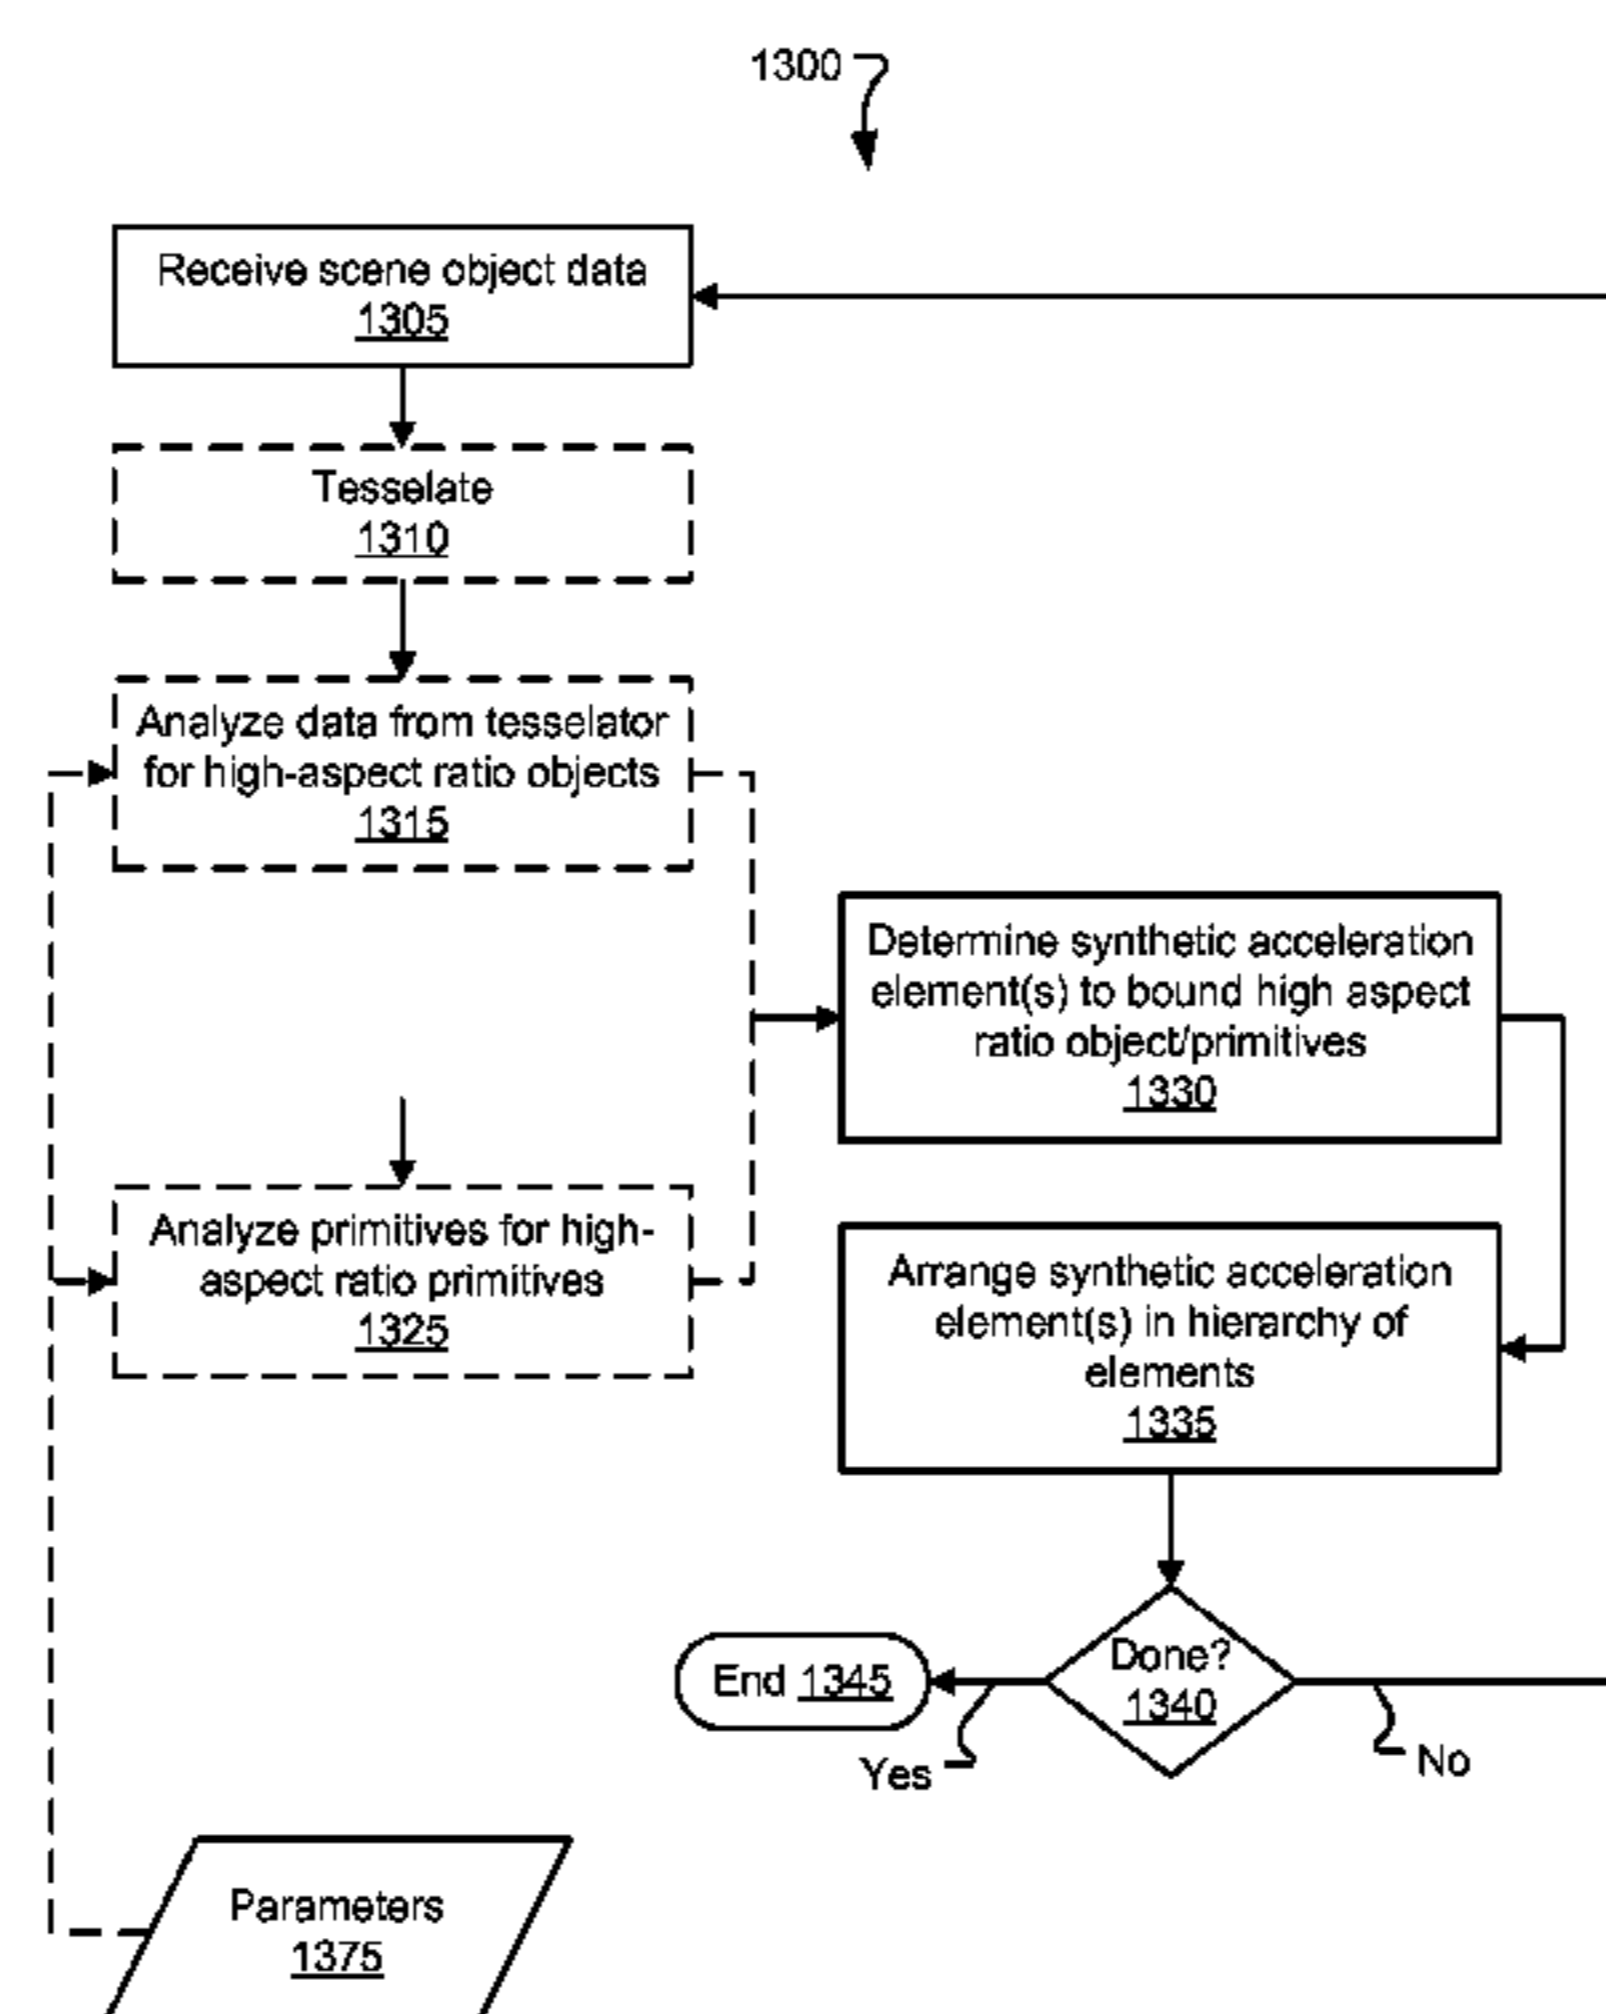 1300
Receive scene object data
1305
Tesselate
1310
Analyze data from tesselator
for high-aspect ratio objects
1315
Analyze primitives for high-
aspect ratio primitives
1325
Determine synthetic acceleration
element(s) to bound high aspect
ratio object/primitives
1330
Arrange synthetic acceleration
element(s) in hierarchy of
elements
1335
Done?
1340
End 1345
Yes
No
Parameters
1375